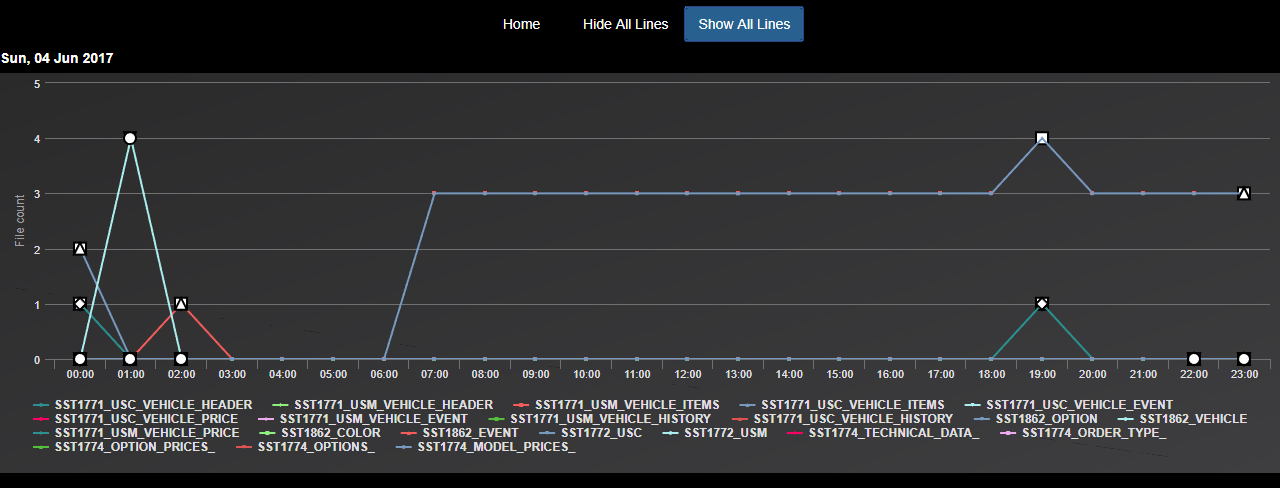 Home Hide All Lines Show All Lines
Sun, 04 Jun 2017
5
4
3
2
1
0
File count
00:00 01:00 02:00 03:00 04:00 05:00 06:00 07:00 08:00 09:00 10:00 11:00 12:00 13:00 14:00 15:00 16:00 17:00 18:00 19:00 20:00 21:00 22:00 23:00
SST1771_USC_VEHICLE_HEADER SST1771_USM_VEHICLE_HEADER SST1771_USM_VEHICLE_ITEMS SST1771_USC_VEHICLE_ITEMS SST1771_USC_VEHICLE_EVENT
SST1771_USC_VEHICLE_PRICE SST1771_USM_VEHICLE_EVENT SST1771_USM_VEHICLE_HISTORY SST1771_USC_VEHICLE_HISTORY SST1862_OPTION SST1862_VEHICLE
SST1771_USM_VEHICLE_PRICE SST1862_COLOR SST1862_EVENT SST1772_USC SST1772_USM SST1774_TECHNICAL_DATA_ SST1774_ORDER_TYPE_
SST1774_OPTION_PRICES_ SST1774_OPTIONS_ SST1774_MODEL_PRICES_